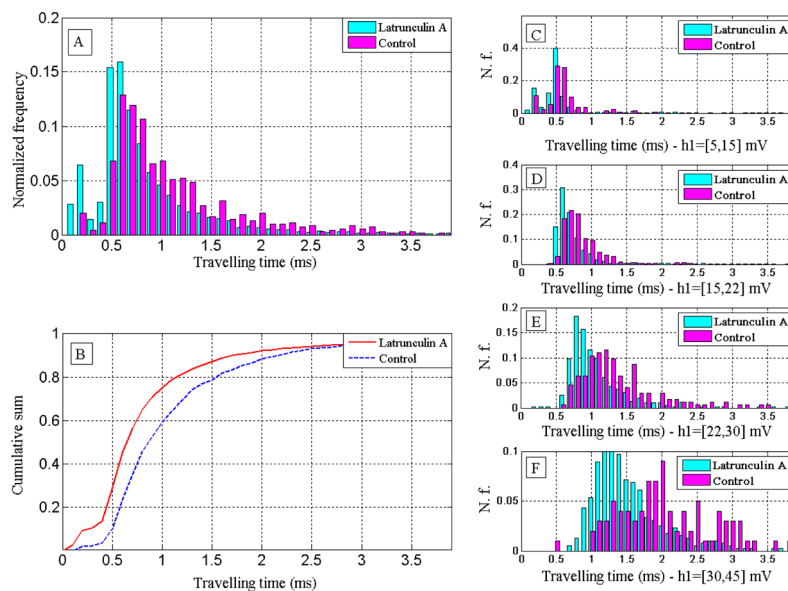 A
Latrunculin A
Control
0.2
0.15
0.1
0.05
0
Normalized frequency
0 0.5 1 1.5 2 2.5 3 3.5
Travelling time (ms)
B
Latrunculin A
Control
1
0.8
0.6
0.4
0.2
Cumulative sum
0 0.5 1 1.5 2 2.5 3 3.5
Travelling time (ms)
C
Latrunculin A
Control
0.4
0.2
0
N. f.
0 0.5 1 1.5 2 2.5 3 3.5
Travelling time (ms) - h1=[5,15] mV
D
Latrunculin A
Control
0.4
0.3
0.2
0.1
0
N. f.
0 0.5 1 1.5 2 2.5 3 3.5
Travelling time (ms) - h1=[15,22] mV
E
Latrunculin A
Control
0.2
0.15
0.1
0.05
0
N. f.
0 0.5 1 1.5 2 2.5 3 3.5
Travelling time (ms) - h1=[22,30] mV
F
Latrunculin A
Control
0.1
0.05
0
N. f.
0 0.5 1 1.5 2 2.5 3 3.5
Travelling time (ms) - h1=[30,45] mV